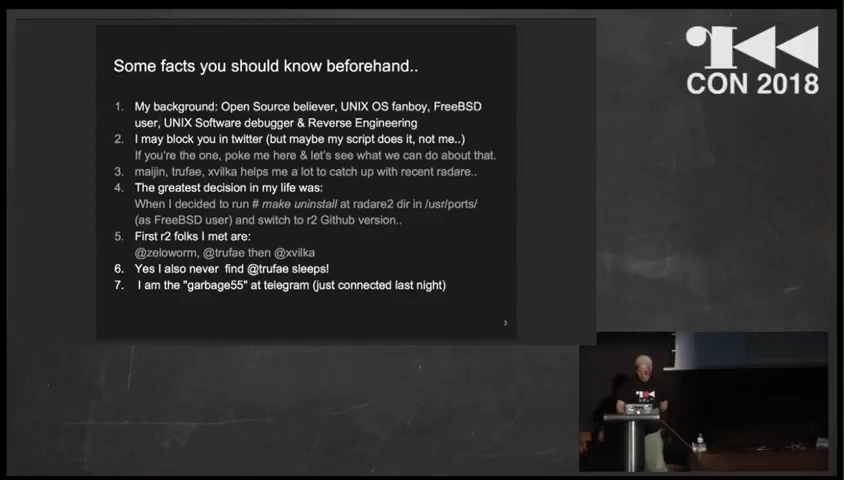 Some facts you should know beforehand..
1. My background: Open Source believer, UNIX OS fanboy, FreeBSD
user, UNIX Software debugger & Reverse Engineering
2. I may block you in twitter (but maybe my script does it, not me..)
If you're the one, poke me here & let's see what we can do about that.
3. maijin, trufae, xvilka helps me a lot to catch up with recent radare..
4. The greatest decision in my life was:
When I decided to run # make uninstall at radare2 dir in /usr/ports/
(as FreeBSD user) and switch to r2 Github version..
5. First r2 folks I met are:
@zeloworm, @trufae then @xvilka
6. Yes I also never find @trufae sleeps!
7. I am the "garbage55" at telegram (just connected last night)
3
CON 2018